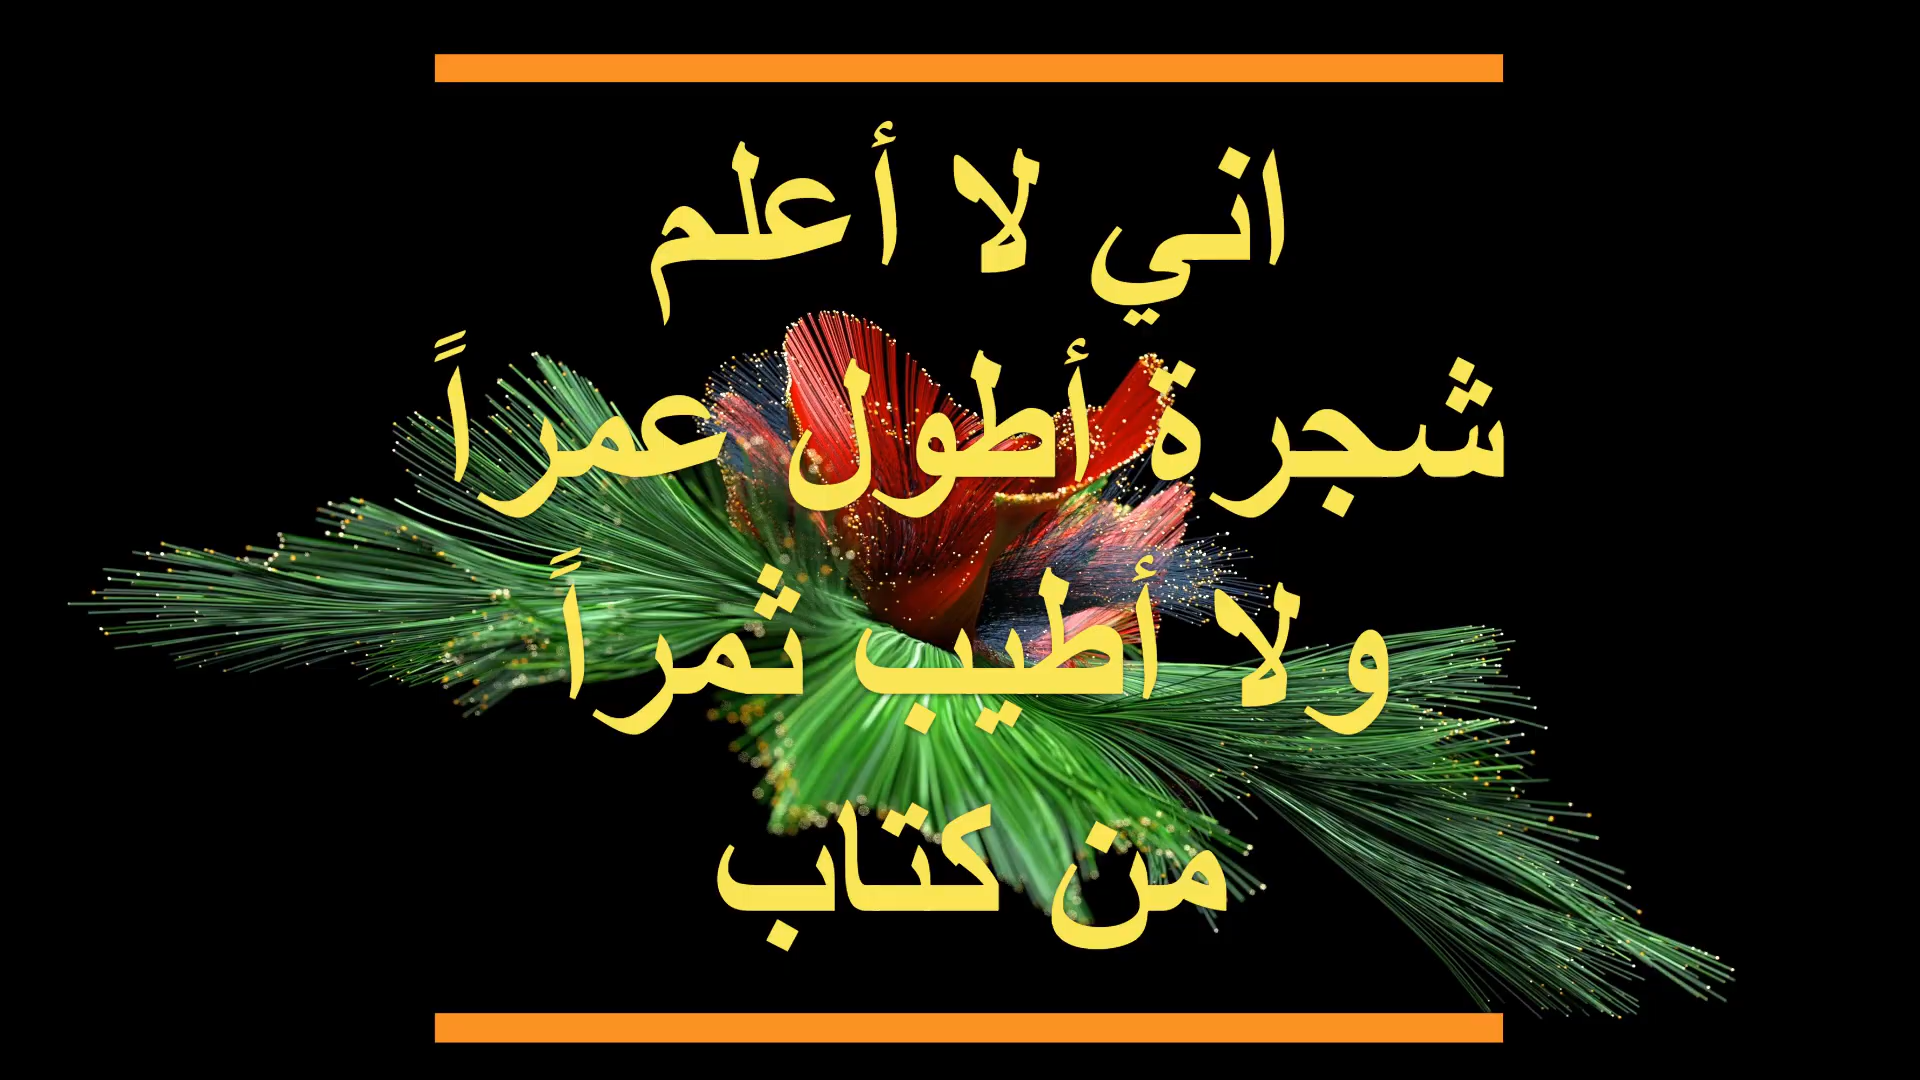 اني لا أعلم
شجرة أطول عمراً
ولا أطيب ثمراً
من كتاب